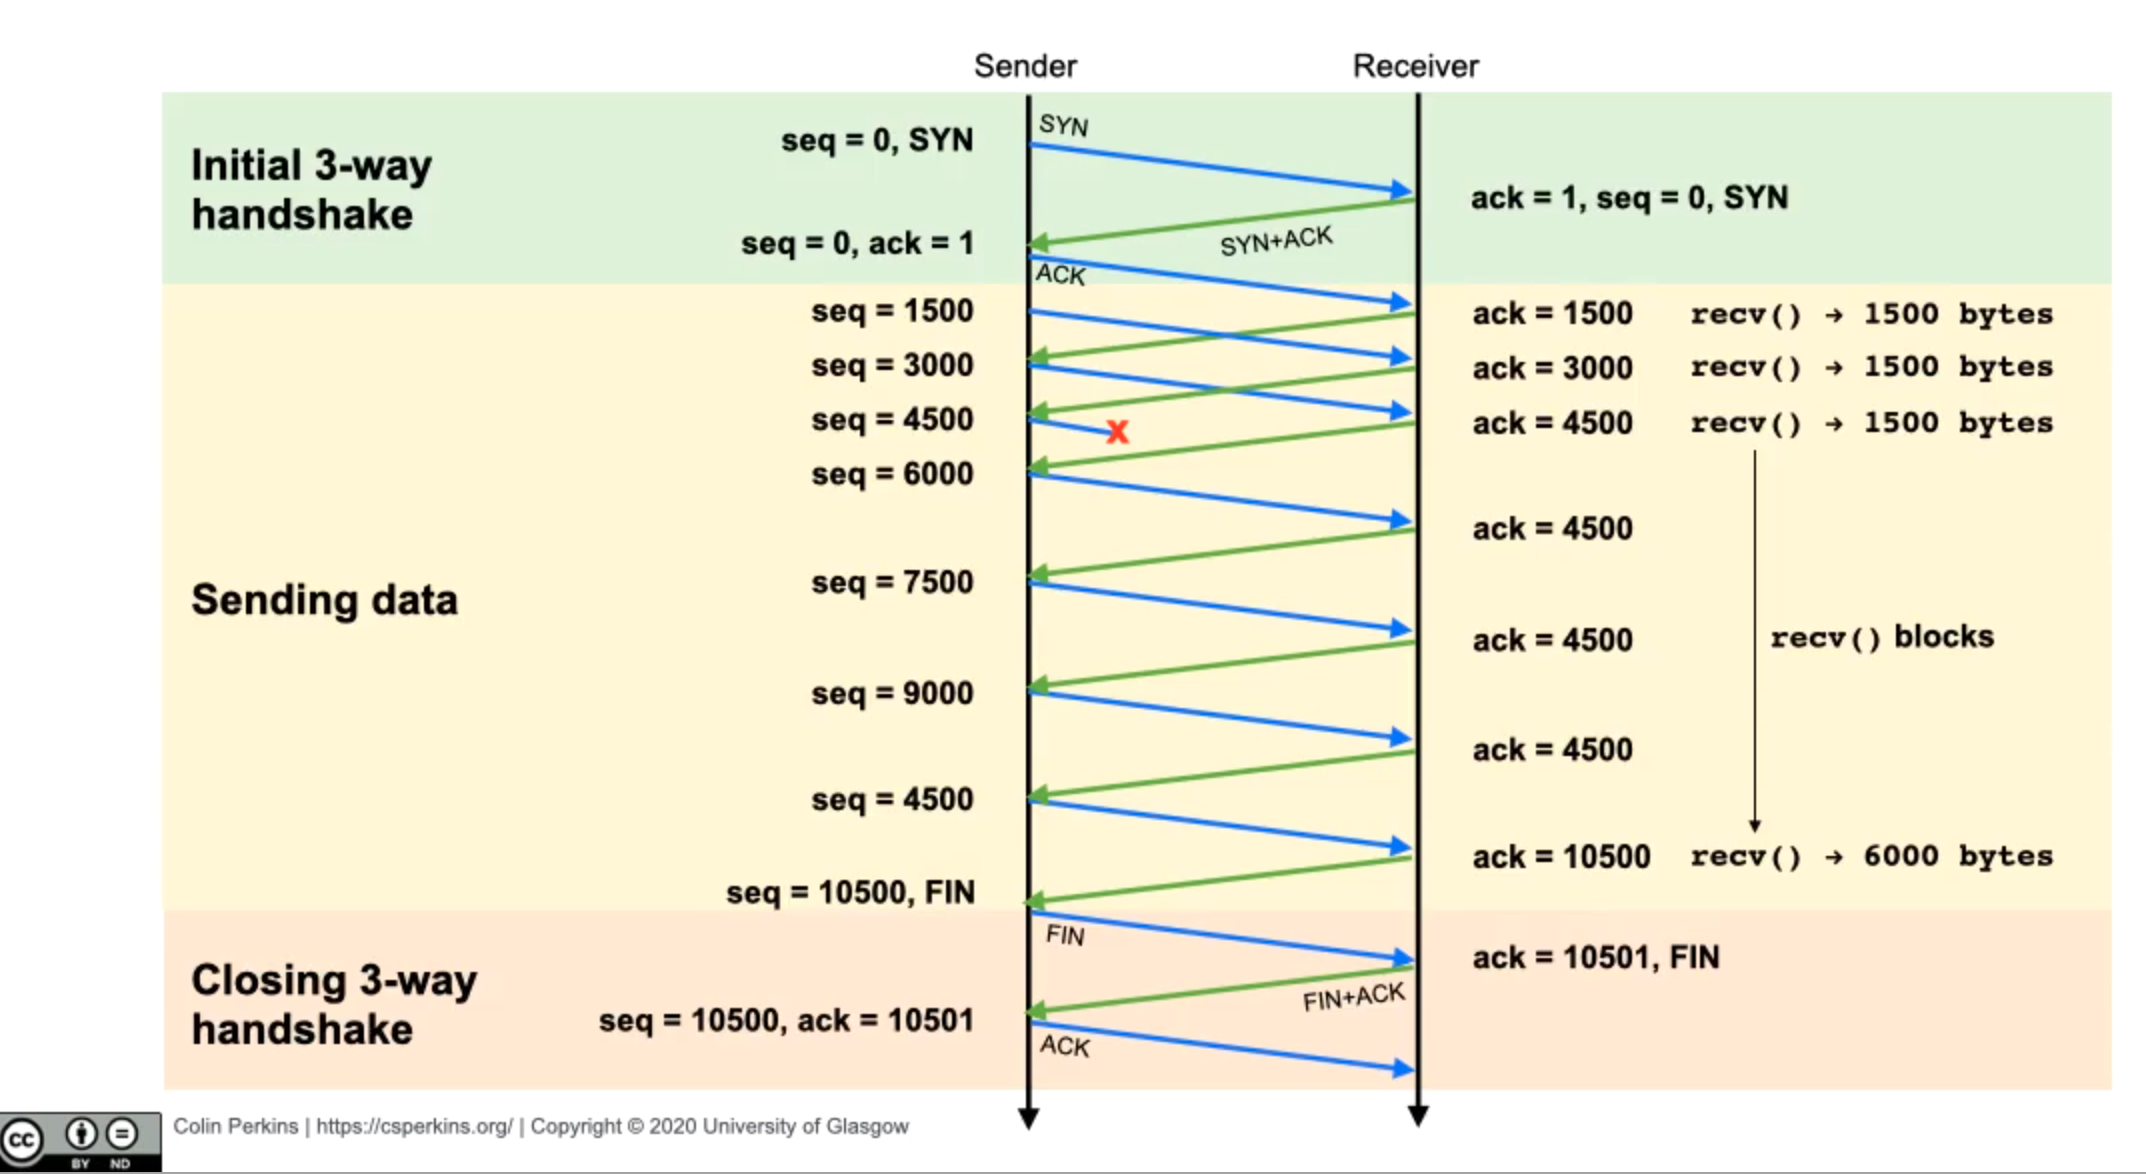 Sender Receiver
Initial 3-way
handshake
seq = 0, SYN
SYN
ack = 1, seq = 0, SYN
seq = 0, ack = 1
SYN+ACK
ACK
Sending data
seq = 1500
ack = 1500 recv() → 1500 bytes
seq = 3000
ack = 3000 recv() → 1500 bytes
seq = 4500
X
ack = 4500 recv() → 1500 bytes
seq = 6000
ack = 4500
seq = 7500
ack = 4500
recv() blocks
seq = 9000
ack = 4500
seq = 4500
ack = 10500 recv() → 6000 bytes
seq = 10500, FIN
Closing 3-way
handshake
FIN
ack = 10501, FIN
FIN+ACK
seq = 10500, ack = 10501
ACK
CC BY ND
Colin Perkins | https://csperkins.org/ | Copyright © 2020 University of Glasgow